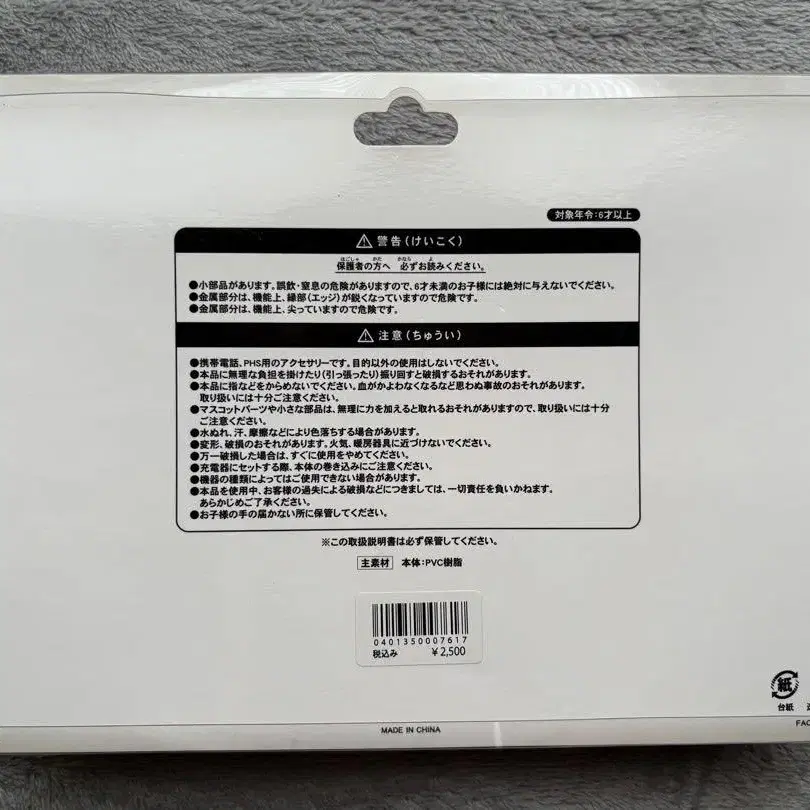 対象年令:6才以上
⚠ 警告(けいこく)
保護者の方へ 必ずお読みください。
●小部品があります。誤飲・窒息の危険がありますので、6才未満のお子様には絶対に与えないでください。
●金属部分は、機能上、縁部(エッジ)が鋭くなっていますので危険です。
●金属部分は、機能上、尖っていますので危険です。
⚠ 注意(ちゅうい)
●携帯電話、PHS用のアクセサリーです。目的以外の使用はしないでください。
●本品に無理な負担を掛けたり(引っ張ったり)振り回すと破損するおそれがあります。
●本品に指などをからめないでください。血がかよわなくなるなど思わぬ事故のおそれがあります。
取り扱いには十分ご注意ください。
●マスコットパーツや小さな部品は、無理に力を加えると取れるおそれがありますので、取り扱いには十分
ご注意ください。
●水ぬれ、汗、摩擦などにより色落ちする場合があります。
●変形、破損のおそれがあります。火気、暖房器具に近づけないでください。
●万一破損した場合は、すぐに使用をやめてください。
●充電器にセットする際、本体の巻き込みにご注意ください。
●機器の種類によってはご使用できない場合があります。
●本品を使用中、お客様の過失による破損などにつきましては、一切責任を負いかねます。
あらかじめご了承ください。
●お子様の手の届かない所に保管してください。
※この取扱説明書は必ず保管してください。
主素材 本体:PVC樹脂
0401350007617
税込み ¥2,500
紙
台紙
MADE IN CHINA